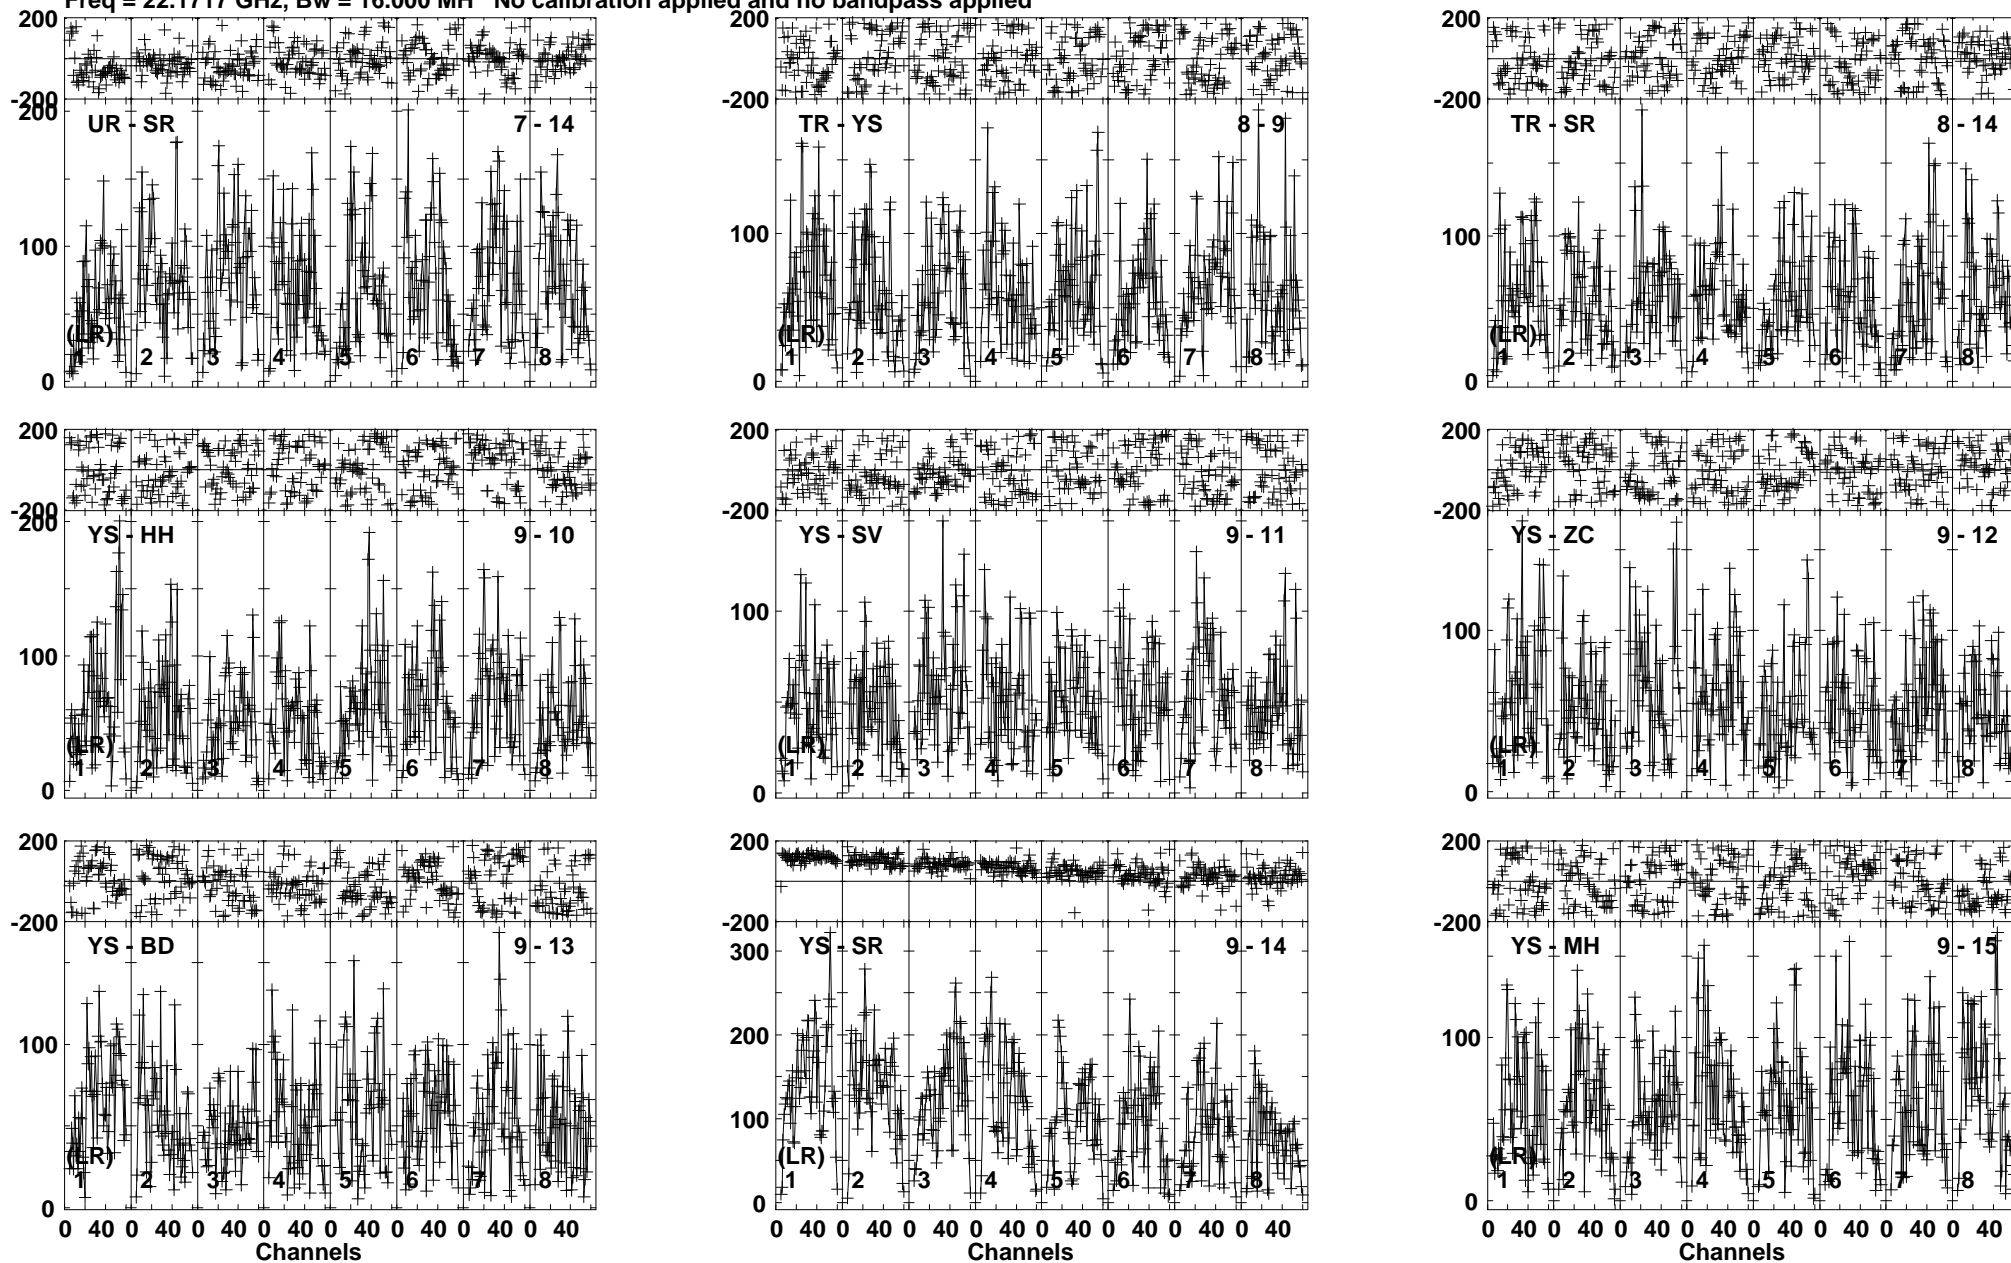 Freq = 22.1717 GHz, Bw = 16.000 MH No calibration applied and no bandpass applied
200 200 200
-200 -200 -200
200 UR - SR 7 - 14 TR - YS 8 - 9 TR - SR 8 - 14
100 100 100
(LR) (LR) (LR)
1 2 3 4 5 6 7 8 1 2 3 4 5 6 7 8 1 2 3 4 5 6 7 8
0 0 0
200 200 200
-200 -200 -200
200 YS - HH 9 - 10 YS - SV 9 - 11 YS - ZC 9 - 12
100 100 100
(LR) (LR) (LR)
1 2 3 4 5 6 7 8 1 2 3 4 5 6 7 8 1 2 3 4 5 6 7 8
0 0 0
200 200 200
-200 -200 -200
YS - BD 9 - 13 300 YS - SR 9 - 14 YS - MH 9 - 15
200
100 100 100
(LR) (LR) (LR)
1 2 3 4 5 6 7 8 1 2 3 4 5 6 7 8 1 2 3 4 5 6 7 8
0 0 0
0 40 0 40 0 40 0 40 0 40 0 40 0 40 0 40 0 40 0 40 0 40 0 40 0 40 0 40 0 40 0 40 0 40 0 40 0 40 0 40 0 40 0 40 0 40 0 40
Channels Channels